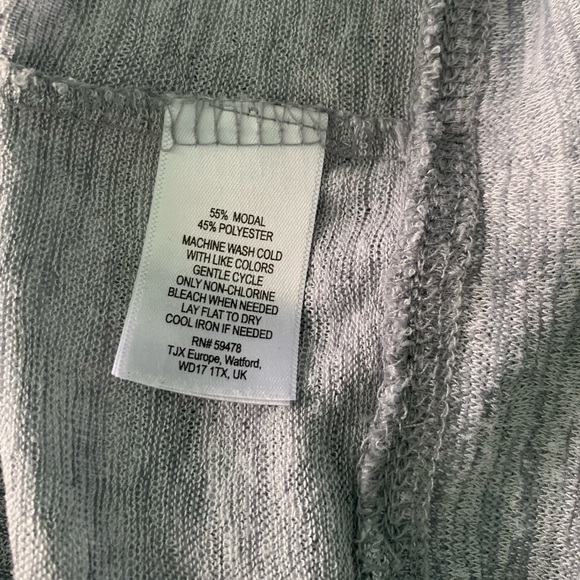 55% MODAL
45% POLYESTER
MACHINE WASH COLD
WITH LIKE COLORS
GENTLE CYCLE
ONLY NON-CHLORINE
BLEACH WHEN NEEDED
LAY FLAT TO DRY
COOL IRON IF NEEDED
RN# 59478
TJX Europe, Watford,
WD17 1TX, UK